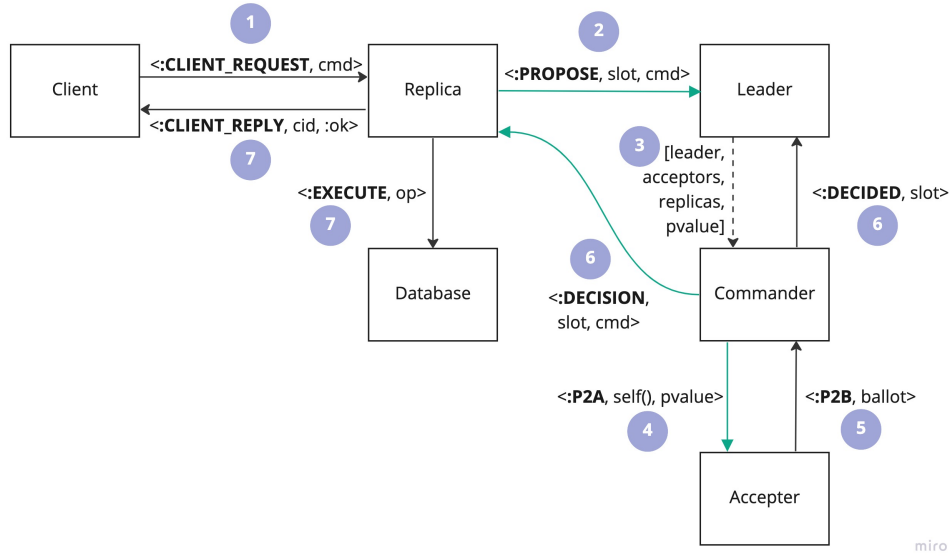 1
2
Client
<:CLIENT_REQUEST, cmd>
Replica
<:PROPOSE, slot, cmd>
Leader
<:CLIENT_REPLY, cid, :ok>
7
3
[leader,
acceptors,
replicas,
pvalue]
<:EXECUTE, op>
7
<:DECIDED, slot>
6
Database
6
<:DECISION,
slot, cmd>
Commander
<:P2A, self(), pvalue>
4
<:P2B, ballot>
5
Accepter
miro